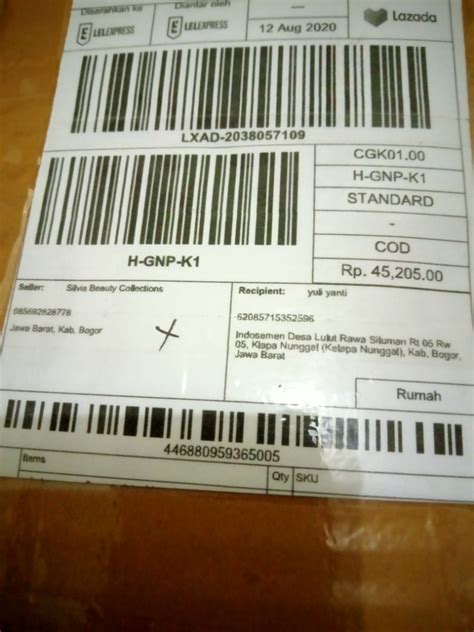 Diserahkan ke
Diantar oleh
LELEXPRESS
LELEXPRESS
12 Aug 2020
Lazada
LXAD-2038057109
CGK01.00
H-GNP-K1
STANDARD
-
COD
Rp. 45,205.00
H-GNP-K1
Seller: Silvia Beauty Collections
085692828778
Jawa Barat, Kab. Bogor
Recipient: yuli yanti
6208571S352596
Indosemen Desa Lulut Rawa Siluman Rt 06 Rw
05, Klapa Nunggal (Kelapa Nunggal), Kab. Bogor,
Jawa Barat
Rumah
446880959365005
Items
Qty SKU